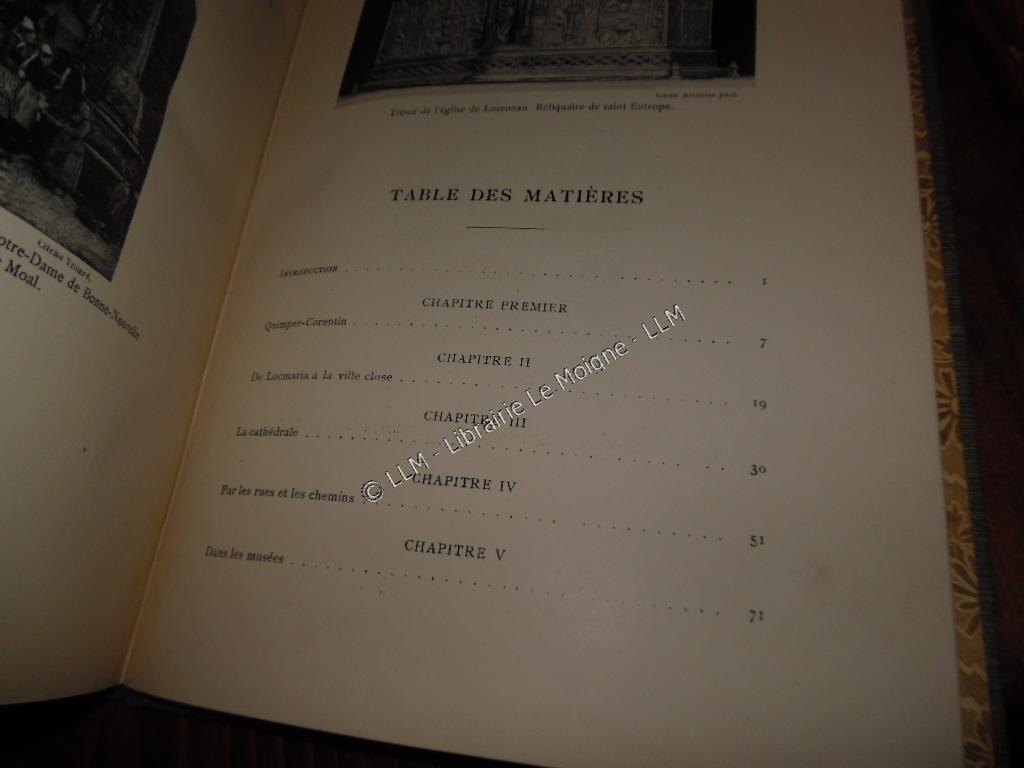 Cliché Villard.
otre-Dame de Bonne-Nouvelle
e Moal.
Trésor de l'église de Locronan. Reliquaire de saint Eutrope.
TABLE DES MATIÈRES
INTRODUCTION 1
CHAPITRE PREMIER
Quimper-Corentin 7
CHAPITRE II
De Locmaria à la ville close 19
CHAPITRE III
La cathédrale 30
CHAPITRE IV
Par les rues et les chemins 51
CHAPITRE V
Dans les musées 71
© LLM - Librairie Le Moigne - LLM